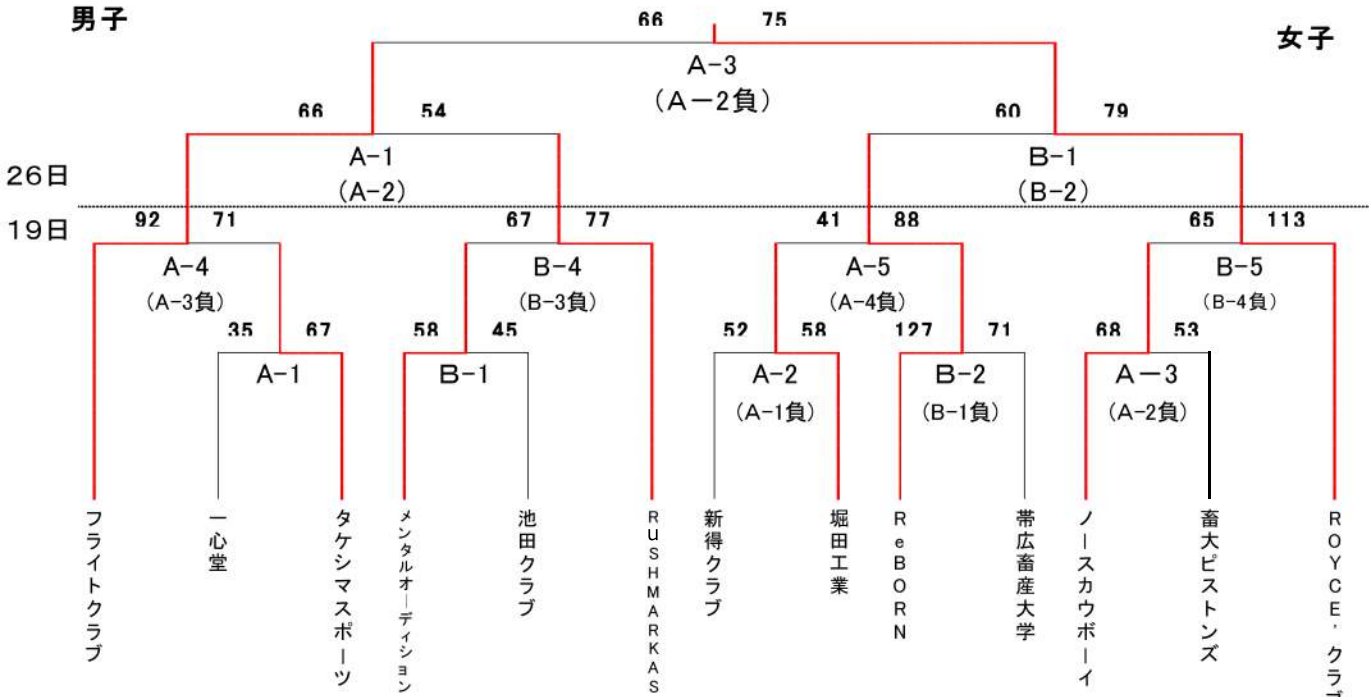 男子
66 75
女子
A-3
(A-2負)
66 54
60 79
A-1
B-1
26日
(A-2)
(B-2)
19日
92 71
67 77
41 88
65 113
A-4
B-4
A-5
B-5
(A-3負)
(B-3負)
(A-4負)
(B-4負)
35 67
58 45
52 58
127 71
68 53
A-1
B-1
A-2
B-2
A-3
(A-1負)
(B-1負)
(A-2負)
フライトクラブ
一心堂
タケシマスポーツ
メンタルオーディション
池田クラブ
RuSHMARKAS
新得クラブ
堀田工業
ReBORN
帯広畜産大学
ノースカウボーイ
畜大ピストンズ
ROYCE'クラブ